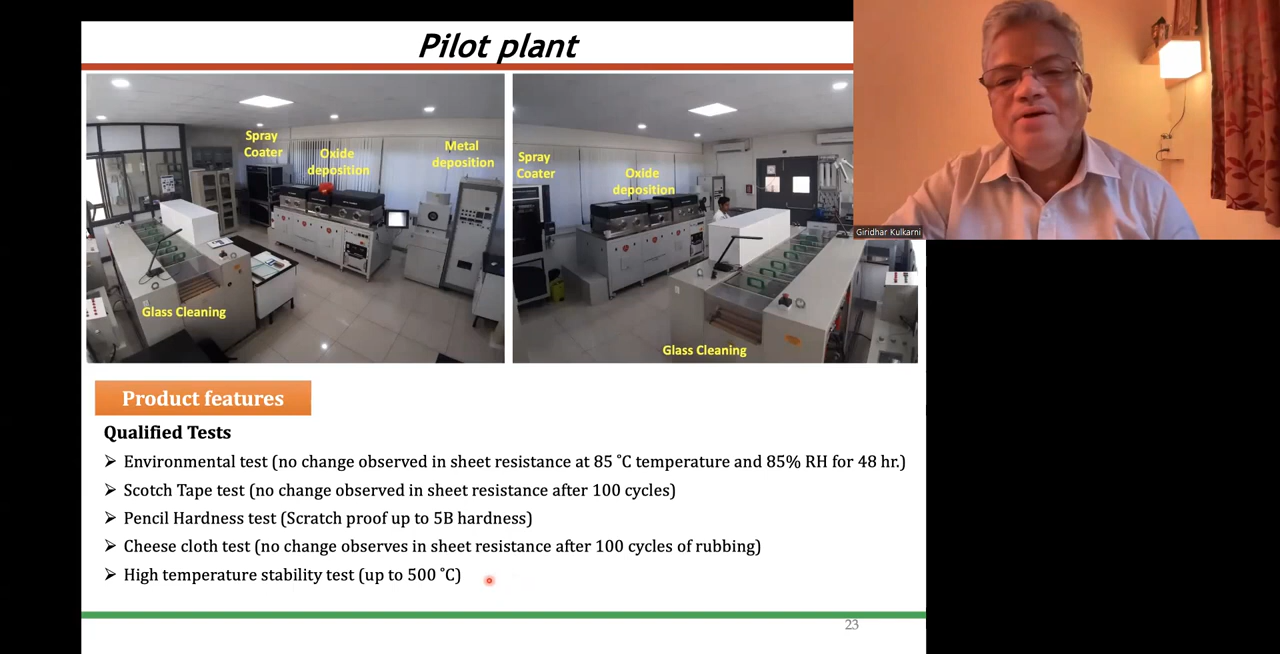 Pilot plant
Spray
Coater
Oxide
deposition
Metal
deposition
Glass Cleaning
Spray
Coater
Oxide
deposition
Glass Cleaning
Giridhar Kulkarni
Product features
Qualified Tests
➢ Environmental test (no change observed in sheet resistance at 85 ˚C temperature and 85% RH for 48 hr.)
➢ Scotch Tape test (no change observed in sheet resistance after 100 cycles)
➢ Pencil Hardness test (Scratch proof up to 5B hardness)
➢ Cheese cloth test (no change observes in sheet resistance after 100 cycles of rubbing)
➢ High temperature stability test (up to 500 ˚C)
23